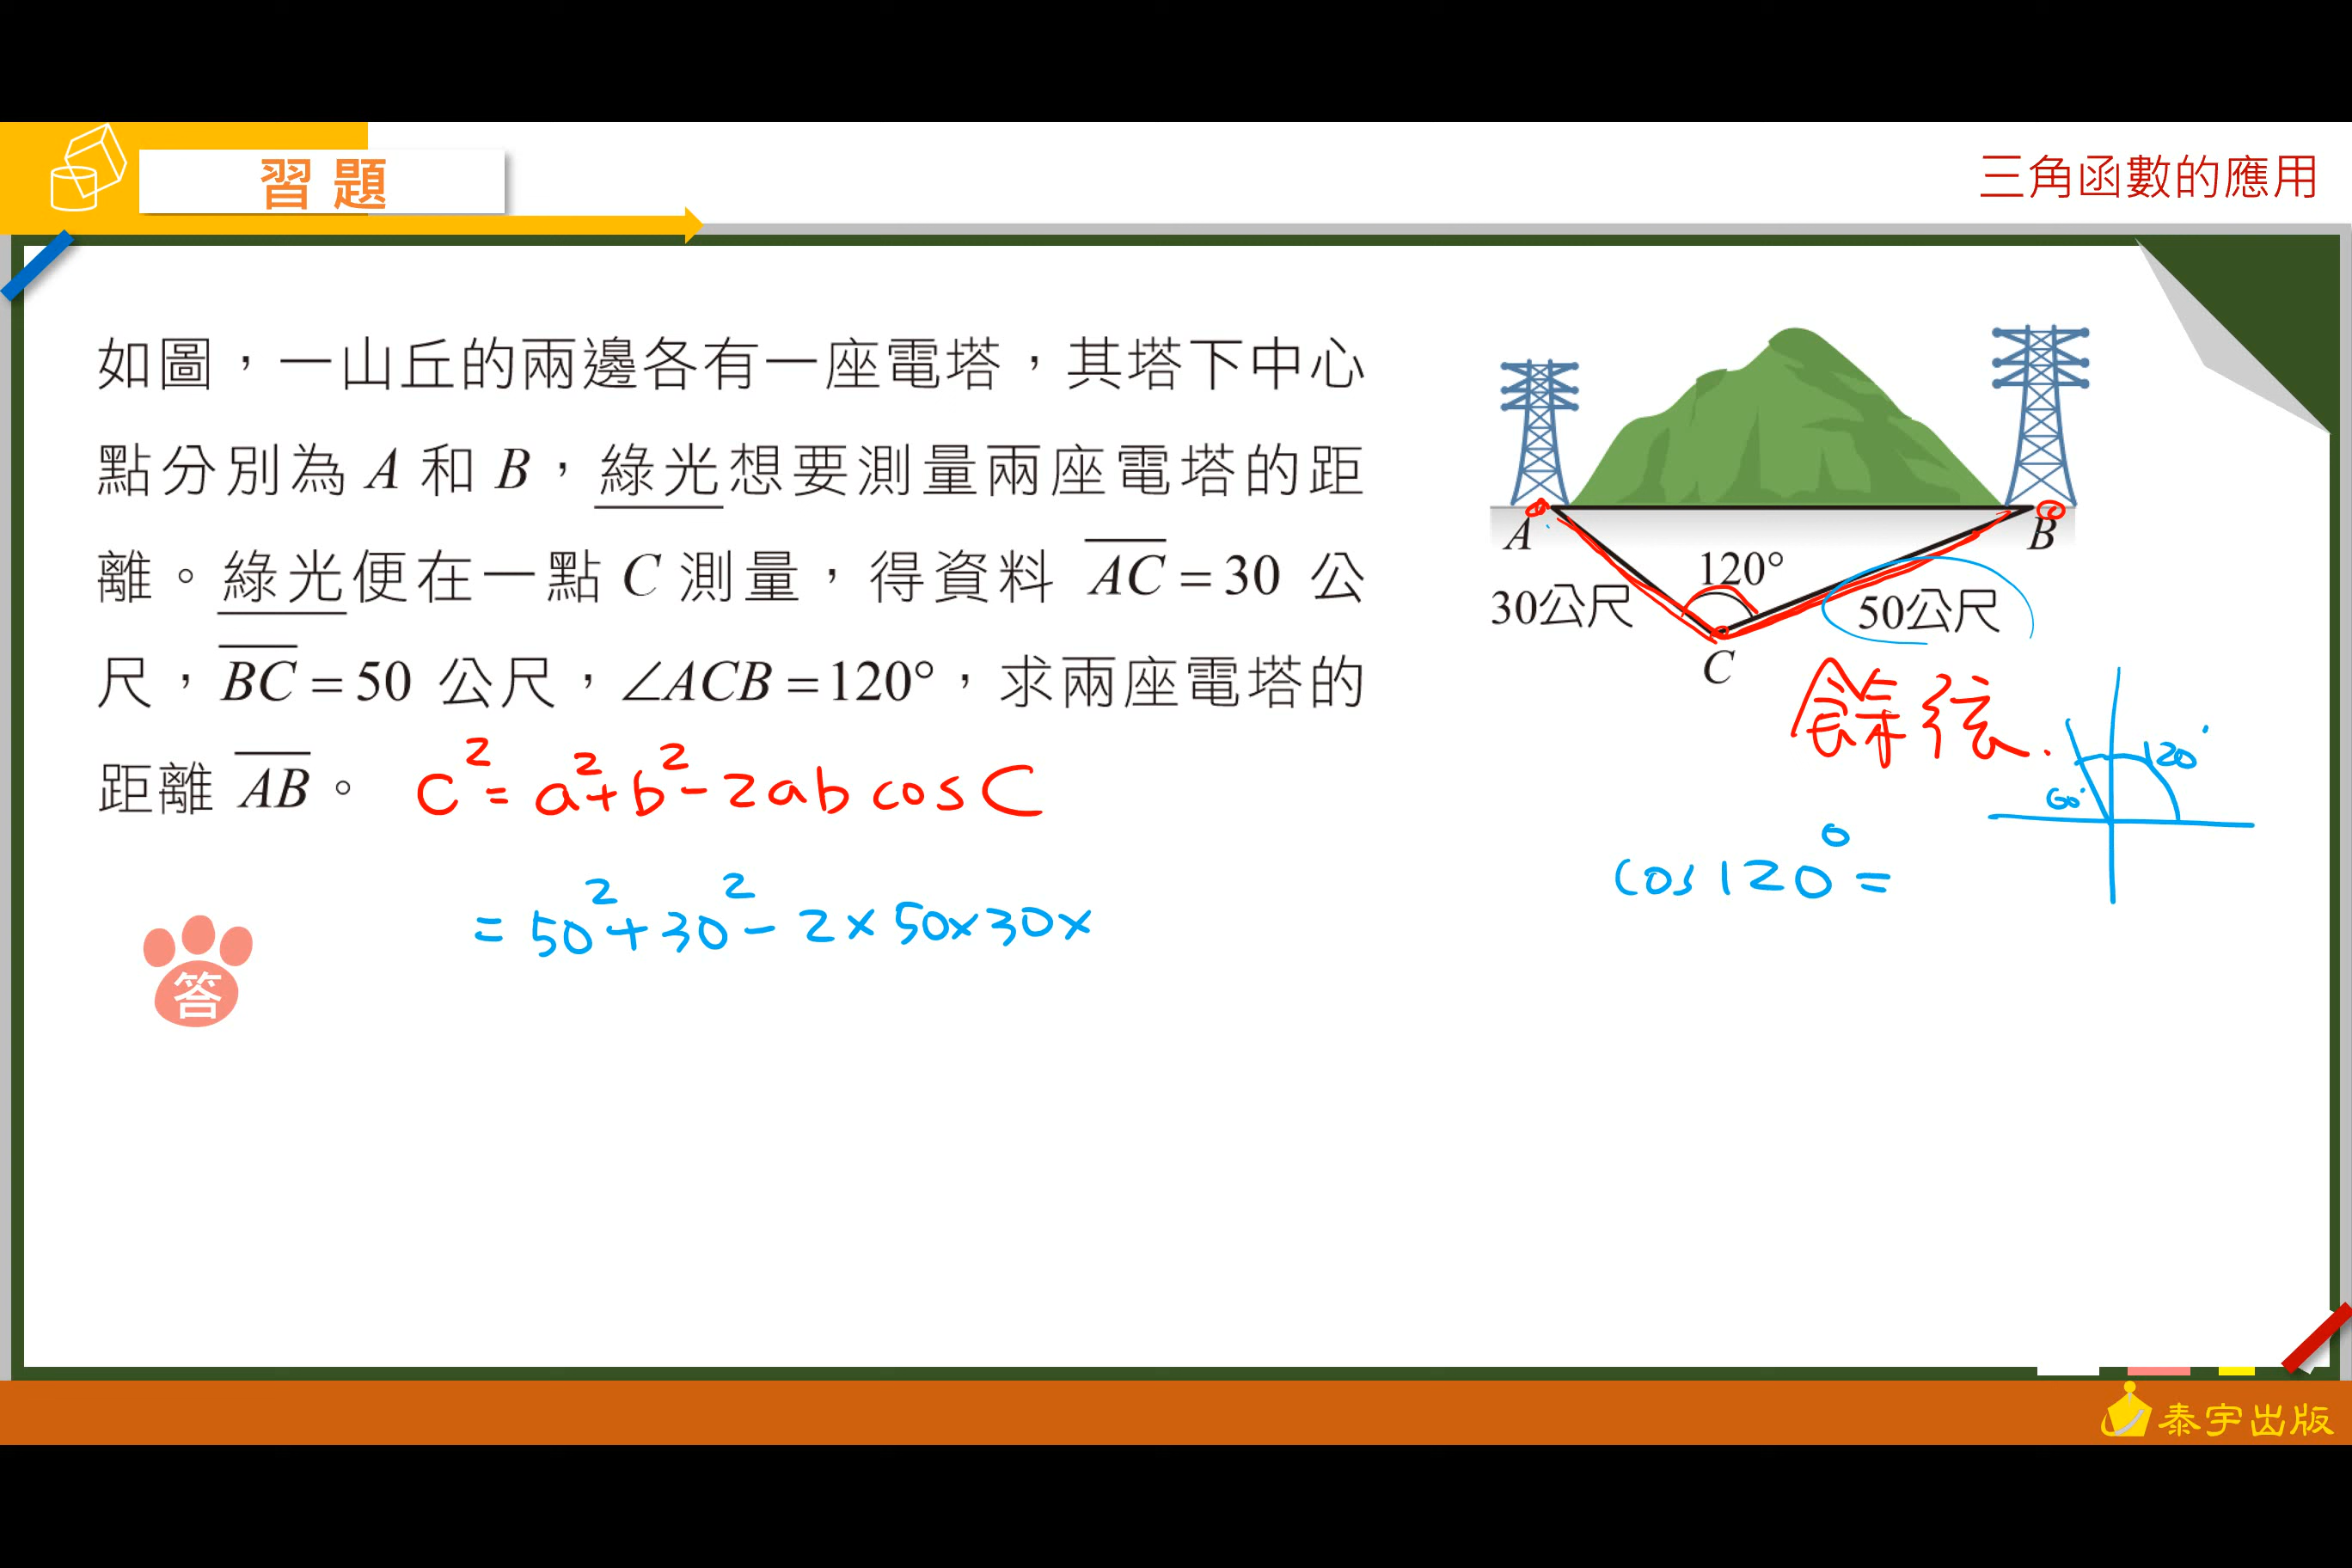 習題
三角函數的應用
如圖，一山丘的兩邊各有一座電塔，其塔下中心
點分別為 A 和 B，綠光想要測量兩座電塔的距
離。綠光便在一點 C 測量，得資料 AC = 30 公
尺，BC = 50 公尺，∠ACB = 120°，求兩座電塔的
距離 AB。
A
B
120°
30公尺
50公尺
C
餘弦.
c² = a² + b² - 2ab cos C
120°
60°
cos 120° =
= 50² + 30² - 2 × 50 × 30 ×
答
泰宇出版